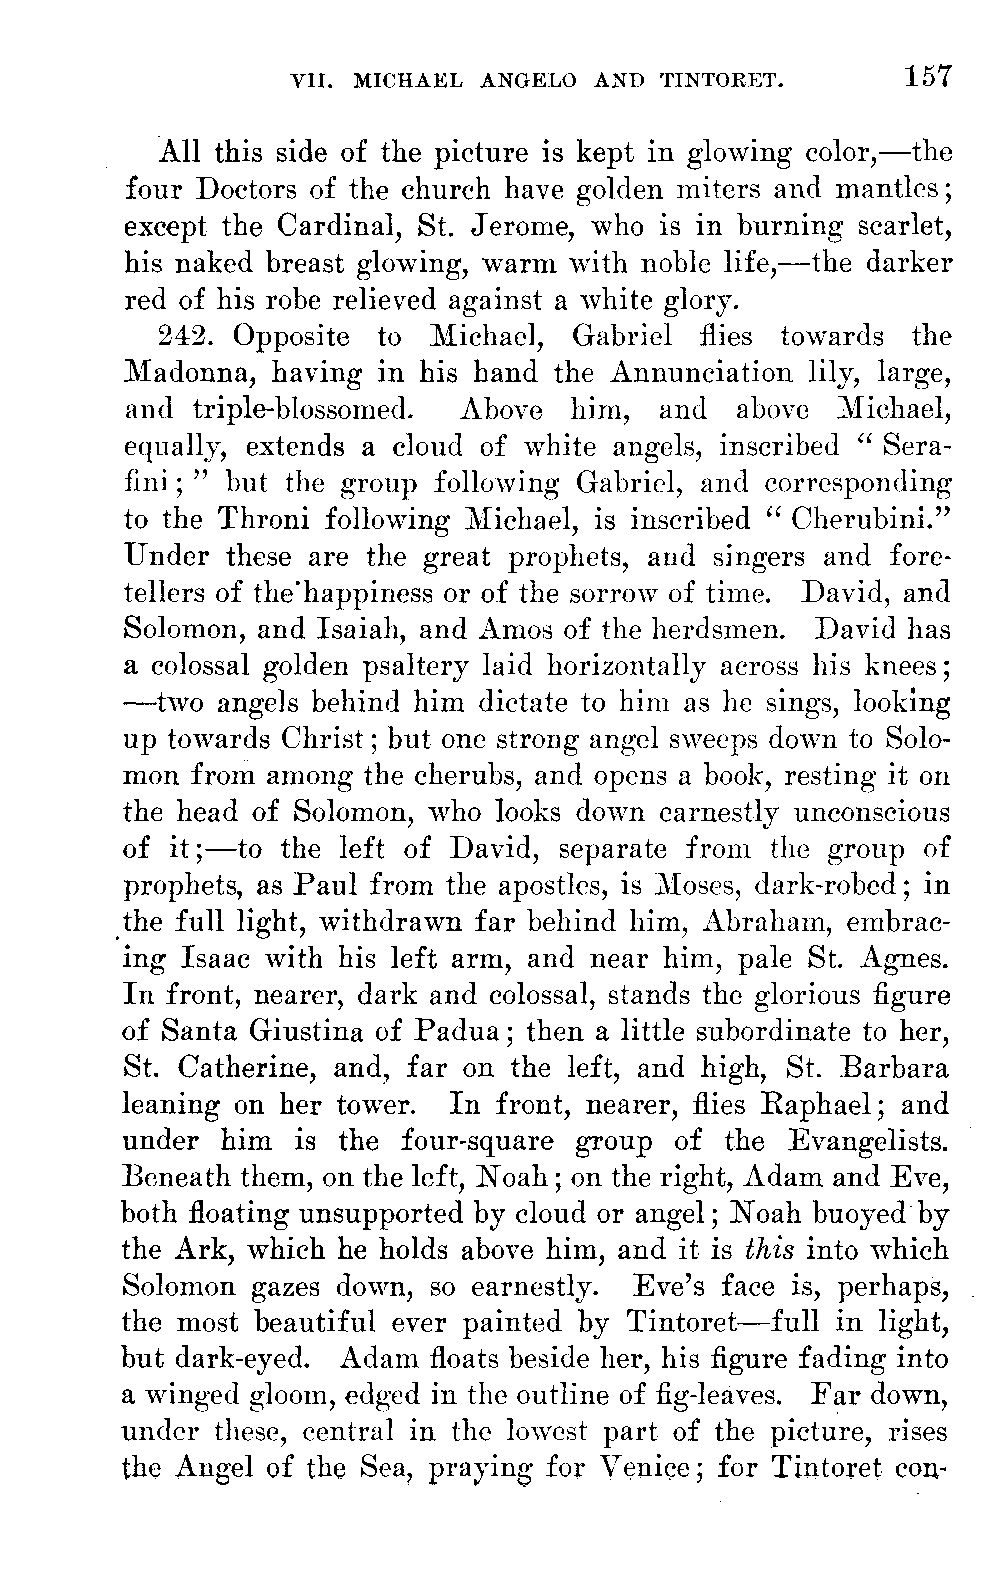 VII. MICHAEL ANGELO AND TINTORET. 157
All this side of the picture is kept in glowing color,—the
four Doctors of the church have golden miters and mantles;
except the Cardinal, St. Jerome, who is in burning scarlet,
his naked breast glowing, warm with noble life,—the darker
red of his robe relieved against a white glory.
242. Opposite to Michael, Gabriel flies towards the
Madonna, having in his hand the Annunciation lily, large,
and triple-blossomed. Above him, and above Michael,
equally, extends a cloud of white angels, inscribed “ Sera-
fini ; ” but the group following Gabriel, and corresponding
to the Throni following Michael, is inscribed “ Cherubini.”
Under these are the great prophets, and singers and fore-
tellers of the happiness or of the sorrow of time. David, and
Solomon, and Isaiah, and Amos of the herdsmen. David has
a colossal golden psaltery laid horizontally across his knees;
—two angels behind him dictate to him as he sings, looking
up towards Christ ; but one strong angel sweeps down to Solo-
mon from among the cherubs, and opens a book, resting it on
the head of Solomon, who looks down earnestly unconscious
of it ;—to the left of David, separate from the group of
prophets, as Paul from the apostles, is Moses, dark-robed ; in
the full light, withdrawn far behind him, Abraham, embrac-
ing Isaac with his left arm, and near him, pale St. Agnes.
In front, nearer, dark and colossal, stands the glorious figure
of Santa Giustina of Padua ; then a little subordinate to her,
St. Catherine, and, far on the left, and high, St. Barbara
leaning on her tower. In front, nearer, flies Raphael ; and
under him is the four-square group of the Evangelists.
Beneath them, on the left, Noah ; on the right, Adam and Eve,
both floating unsupported by cloud or angel ; Noah buoyed by
the Ark, which he holds above him, and it is this into which
Solomon gazes down, so earnestly. Eve's face is, perhaps,
the most beautiful ever painted by Tintoret—full in light,
but dark-eyed. Adam floats beside her, his figure fading into
a winged gloom, edged in the outline of fig-leaves. Far down,
under these, central in the lowest part of the picture, rises
the Angel of the Sea, praying for Venice ; for Tintoret con-